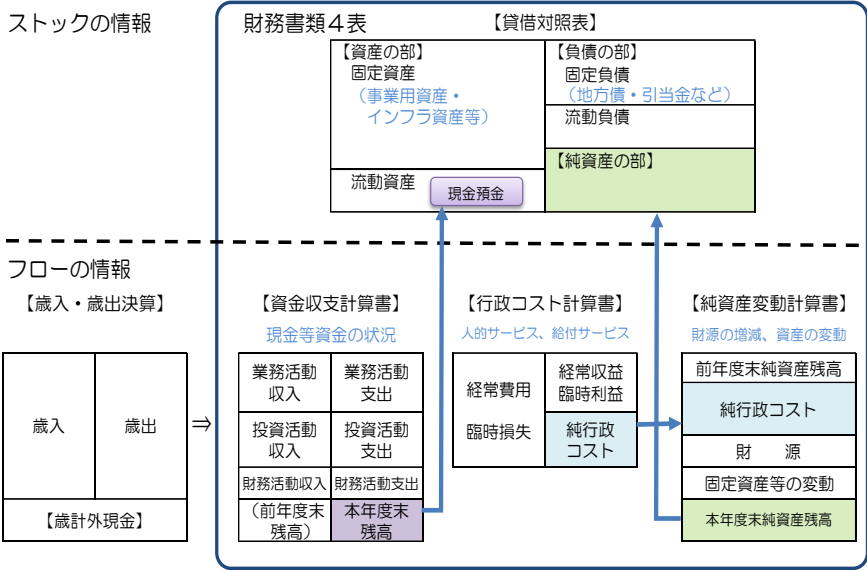 ストックの情報
財務書類４表
【貸借対照表】
【資産の部】
固定資産
（事業用資産・
インフラ資産等）
流動資産
現金預金
【負債の部】
固定負債
（地方債・引当金など）
流動負債
【純資産の部】
フローの情報
【歳入・歳出決算】
歳入
歳出
【歳計外現金】
⇒
【資金収支計算書】
現金等資金の状況
業務活動
収入
業務活動
支出
投資活動
収入
投資活動
支出
財務活動収入
財務活動支出
（前年度末
残高）
本年度末
残高
【行政コスト計算書】
人的サービス、給付サービス
経常費用
臨時損失
経常収益
臨時利益
純行政
コスト
【純資産変動計算書】
財源の増減、資産の変動
前年度末純資産残高
純行政コスト
財　　源
固定資産等の変動
本年度末純資産残高